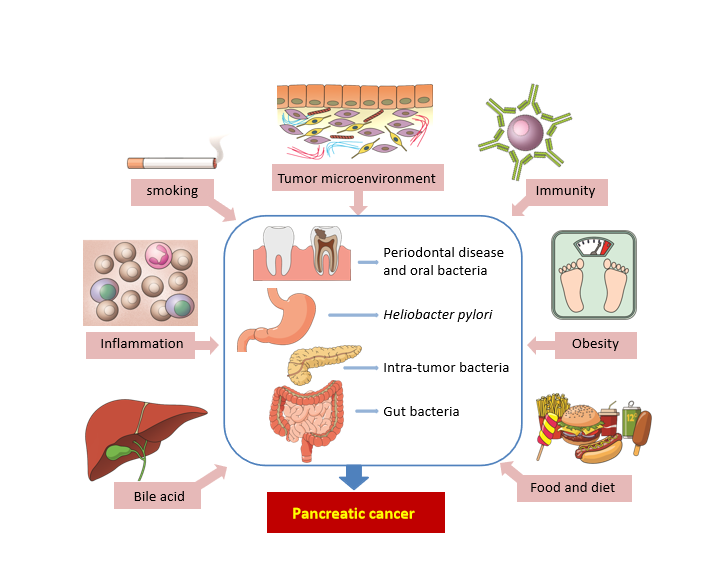 Tumor microenvironment
smoking
Immunity
Periodontal disease
and oral bacteria
Heliobacter pylori
Inflammation
Obesity
Intra-tumor bacteria
Gut bacteria
Bile acid
Food and diet
Pancreatic cancer